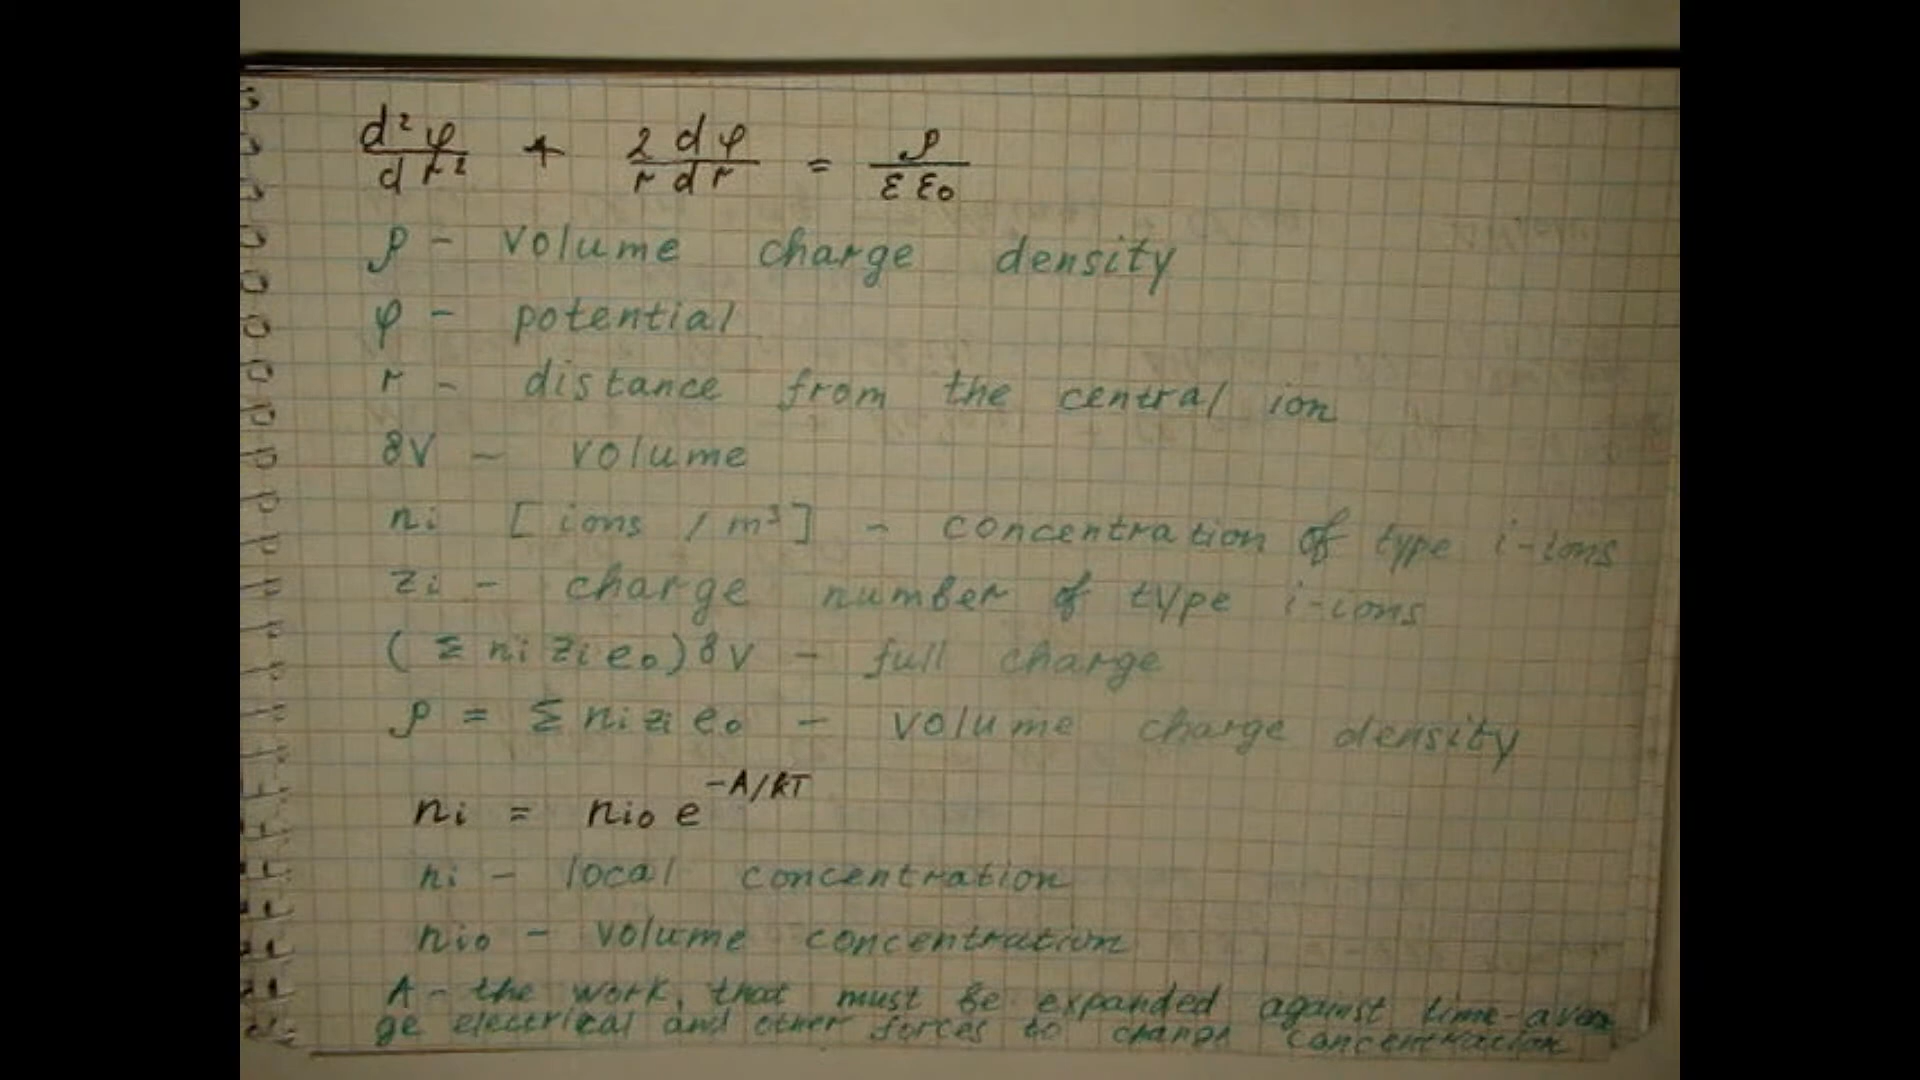 d²φ/dr² + 2/r dφ/dr = ρ/εε₀
ρ - volume charge density
φ - potential
r - distance from the central ion
δV - volume
ni [ions / m³] - concentration of type i-ions
zi - charge number of type i-ions
(Σ ni zi e₀) δV - full charge
ρ = Σ ni zi e₀ - volume charge density
ni = ni₀ e^(-A/kT)
ni - local concentration
ni₀ - volume concentration
A - the work, that must be expanded against time-avera
ge electrical and other forces to change concentration